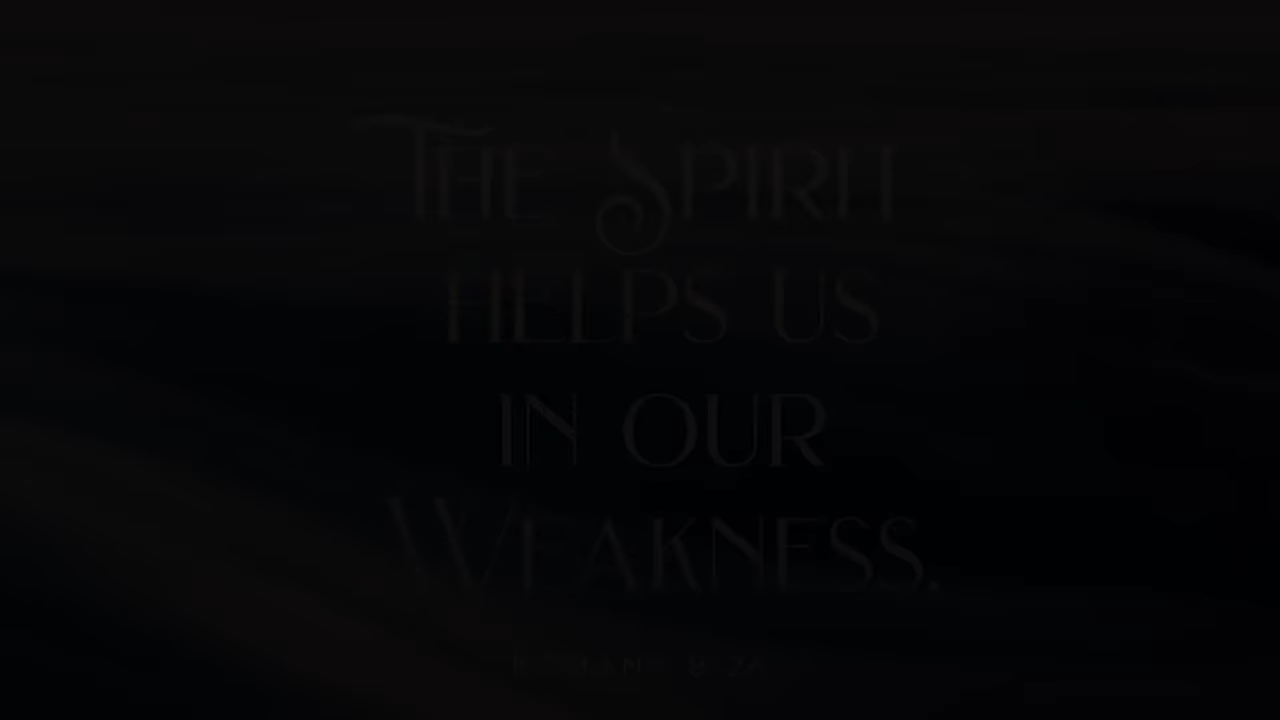 The Spirit
helps us
in our
Weakness.